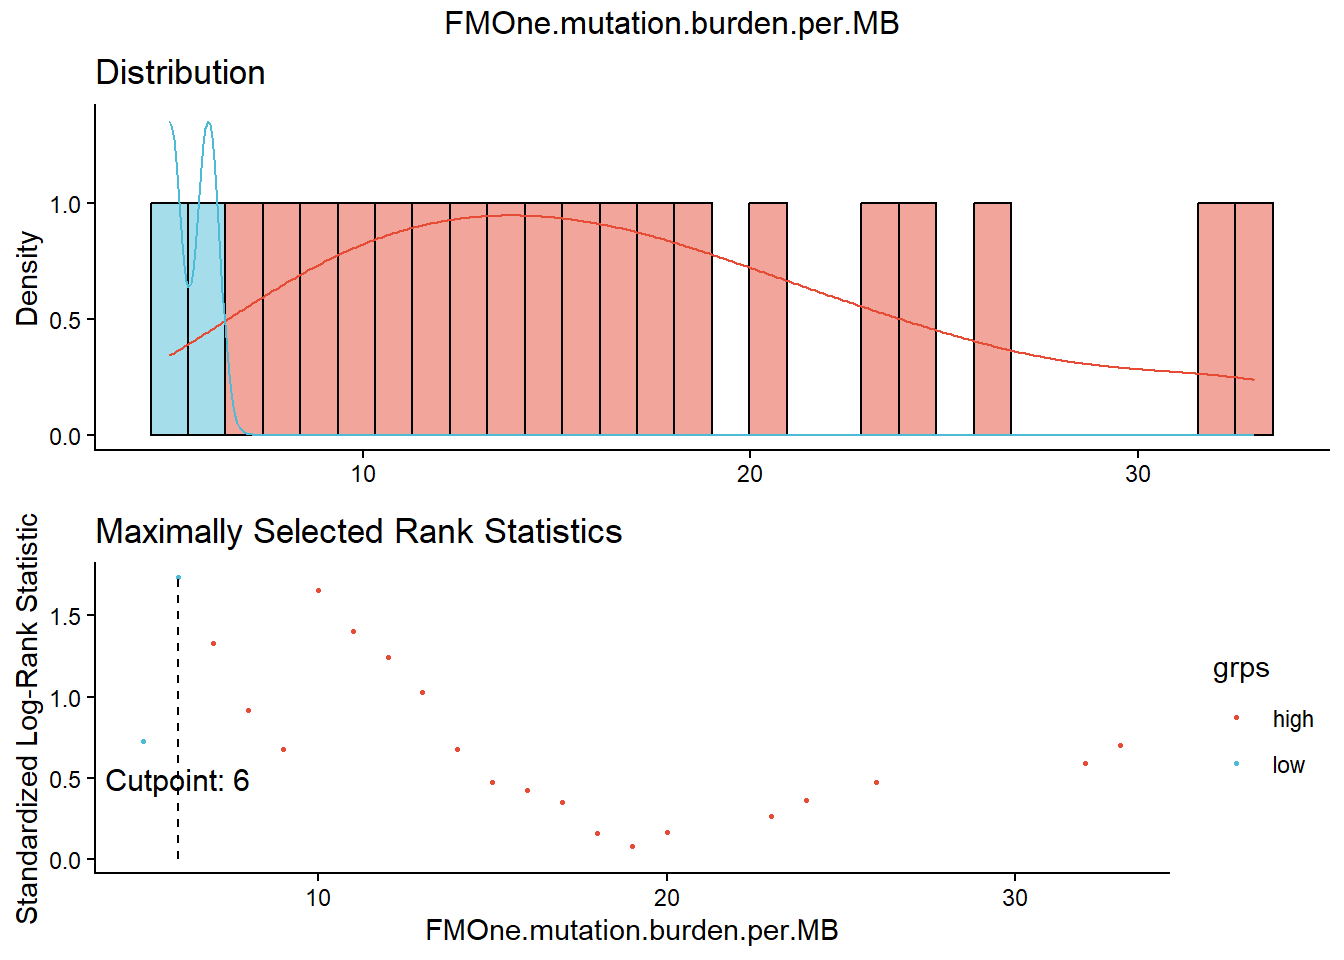 FMOne.mutation.burden.per.MB
Distribution
Density
1.0
0.5
0.0
10 20 30
Maximally Selected Rank Statistics
Standardized Log-Rank Statistic
1.5
1.0
0.5
0.0
Cutpoint: 6
10 20 30
FMOne.mutation.burden.per.MB
grps
high
low